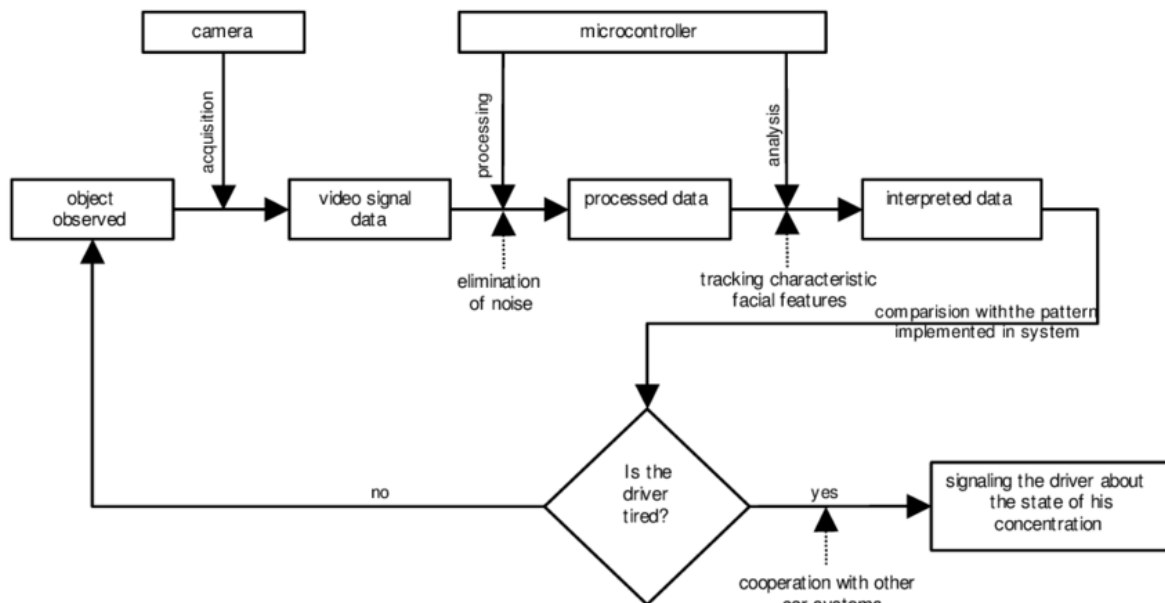 camera
microcontroller
acquisition
processing
analysis
object
observed
video signal
data
processed data
interpreted data
elimination
of noise
tracking characteristic
facial features
comparision withthe pattern
implemented in system
Is the
driver
tired?
no
yes
signaling the driver about
the state of his
concentration
cooperation with other
car systems